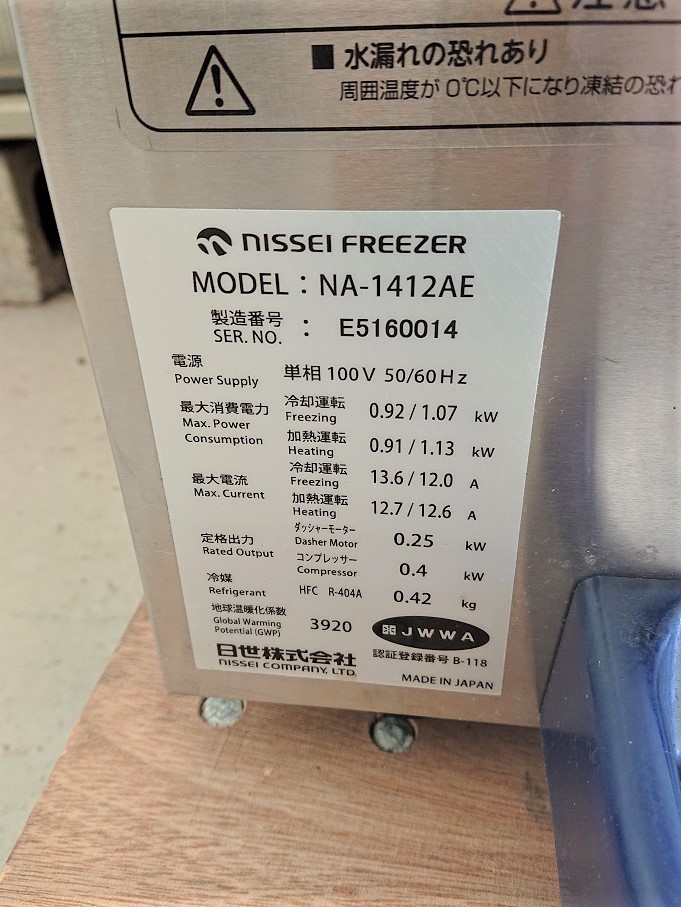 ■ 水漏れの恐れあり
周囲温度が 0℃以下になり凍結の恐れ
NISSEI FREEZER
MODEL : NA-1412AE
製造番号
SER. NO. : E5160014
電源
Power Supply 単相 100V 50/60Hz
最大消費電力 冷却運転
Max. Power Freezing 0.92 / 1.07 kW
Consumption 加熱運転
Heating 0.91 / 1.13 kW
最大電流 冷却運転
Max. Current Freezing 13.6 / 12.0 A
加熱運転
Heating 12.7 / 12.6 A
定格出力 ダッシャーモーター
Rated Output Dasher Motor 0.25 kW
コンプレッサー
Compressor 0.4 kW
冷媒
Refrigerant HFC R-404A 0.42 kg
地球温暖化係数
Global Warming
Potential (GWP) 3920
JWWA
認証登録番号 B-118
日世株式会社
NISSEI COMPANY, LTD.
MADE IN JAPAN